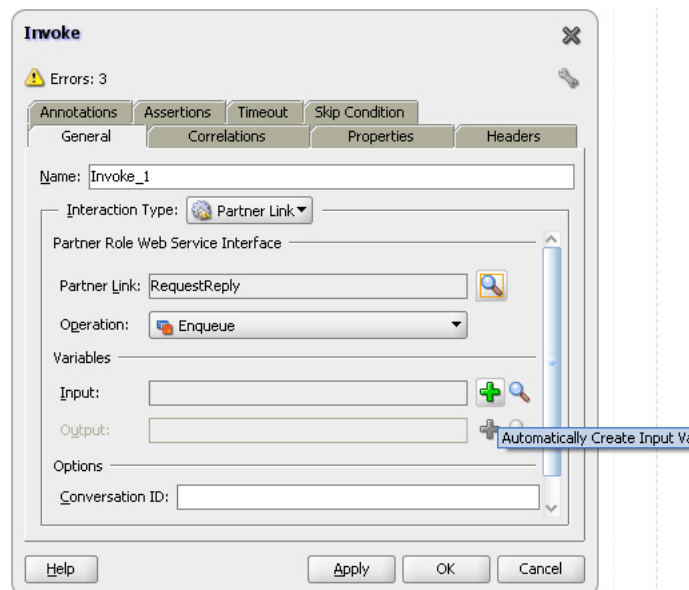 Invoke
Errors: 3
Annotations Assertions Timeout Skip Condition
General Correlations Properties Headers
Name: Invoke_1
Interaction Type: Partner Link
Partner Role Web Service Interface
Partner Link: RequestReply
Operation: Enqueue
Variables
Input:
Output:
Automatically Create Input Va
Options
Conversation ID:
Help Apply OK Cancel